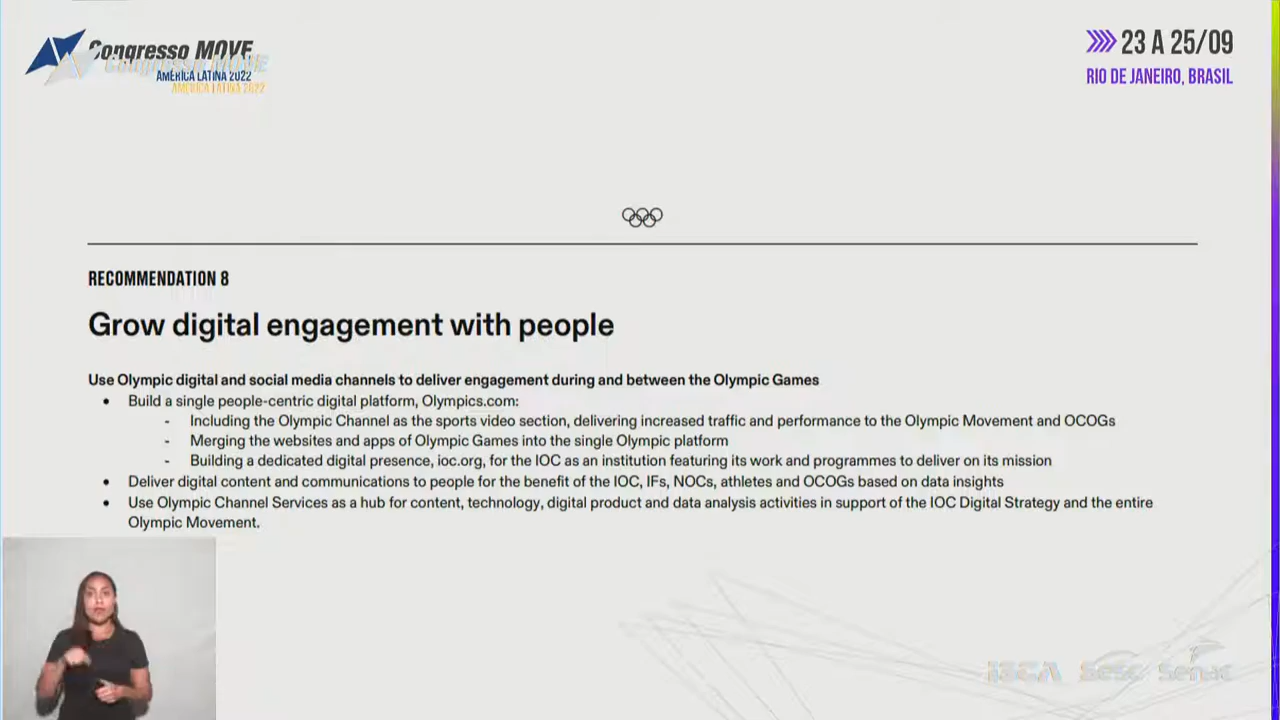 Congresso MOVE
AMÉRICA LATINA 2022
Congresso MOVE
AMÉRICA LATINA 2022
23 A 25/09
RIO DE JANEIRO, BRASIL
RECOMMENDATION 8
Grow digital engagement with people
Use Olympic digital and social media channels to deliver engagement during and between the Olympic Games
• Build a single people-centric digital platform, Olympics.com:
- Including the Olympic Channel as the sports video section, delivering increased traffic and performance to the Olympic Movement and OCOGs
- Merging the websites and apps of Olympic Games into the single Olympic platform
- Building a dedicated digital presence, ioc.org, for the IOC as an institution featuring its work and programmes to deliver on its mission
• Deliver digital content and communications to people for the benefit of the IOC, IFs, NOCs, athletes and OCOGs based on data insights
• Use Olympic Channel Services as a hub for content, technology, digital product and data analysis activities in support of the IOC Digital Strategy and the entire
Olympic Movement.
Sesc Senac